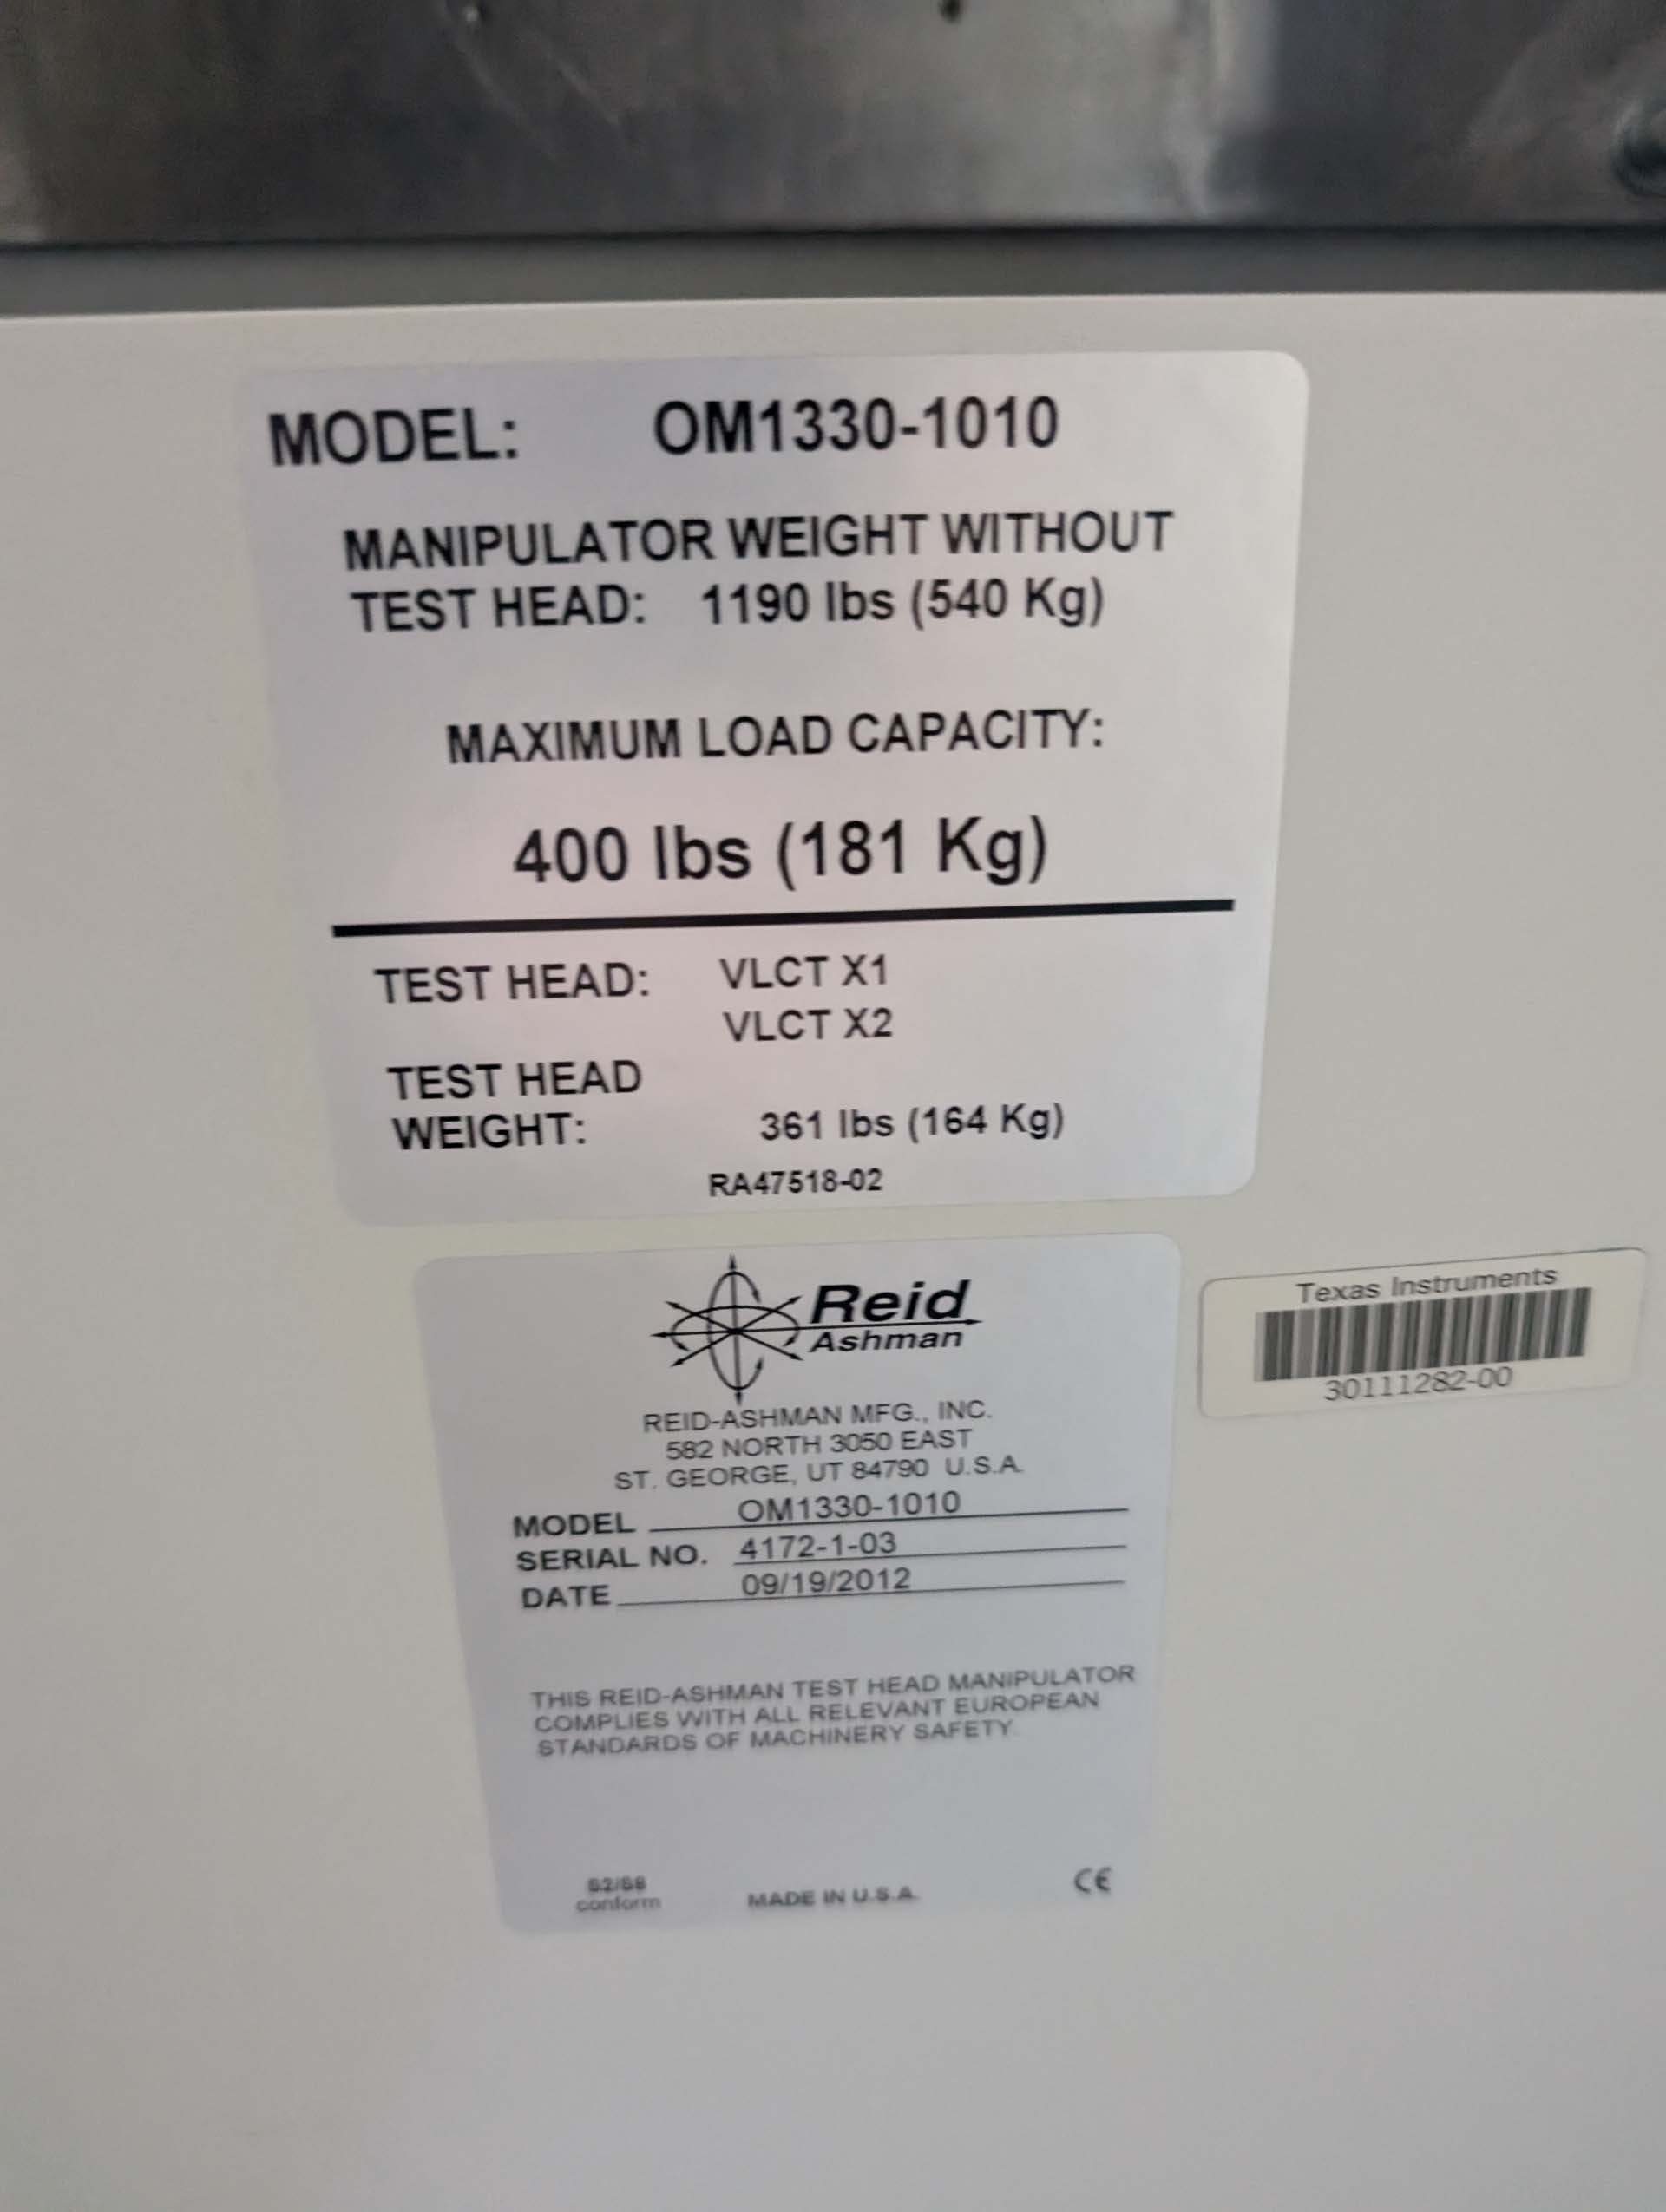 MODEL: OM1330-1010
MANIPULATOR WEIGHT WITHOUT
TEST HEAD: 1190 lbs (540 Kg)
MAXIMUM LOAD CAPACITY:
400 lbs (181 Kg)
TEST HEAD: VLCT X1
VLCT X2
TEST HEAD
WEIGHT: 361 lbs (164 Kg)
RA47518-02
Reid
Ashman
REID-ASHMAN MFG., INC.
582 NORTH 3050 EAST
ST. GEORGE, UT 84790 U.S.A.
MODEL OM1330-1010
SERIAL NO. 4172-1-03
DATE 09/19/2012
THIS REID-ASHMAN TEST HEAD MANIPULATOR
COMPLIES WITH ALL RELEVANT EUROPEAN
STANDARDS OF MACHINERY SAFETY.
S2/S8
conform
MADE IN U.S.A.
CE
Texas Instruments
30111282-00